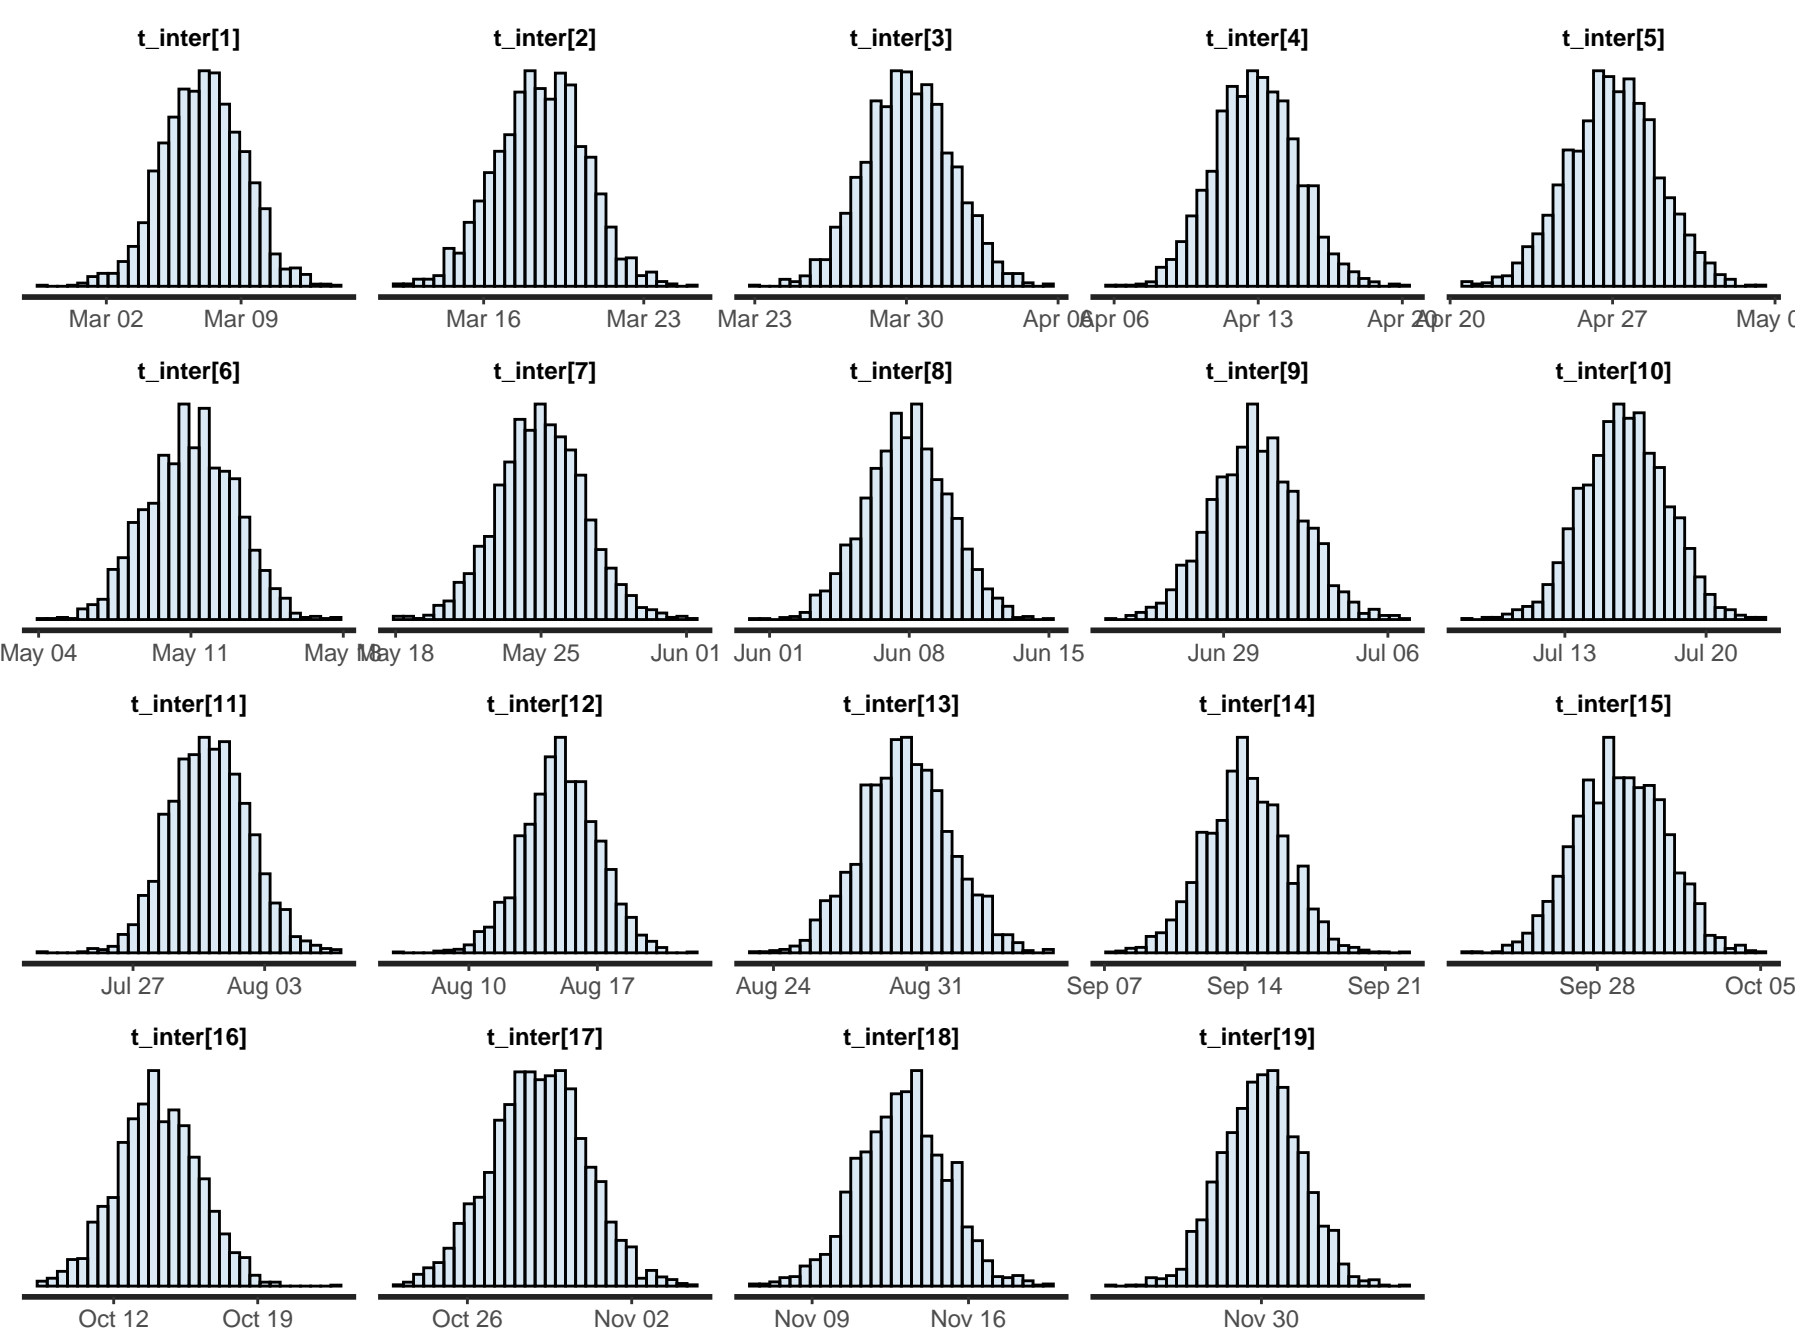 t_inter[1] t_inter[2] t_inter[3] t_inter[4] t_inter[5]
Mar 02 Mar 09 Mar 16 Mar 23 Mar 23 Mar 30 Apr 06 Apr 06 Apr 13 Apr 20 Apr 20 Apr 27 May 0
t_inter[6] t_inter[7] t_inter[8] t_inter[9] t_inter[10]
May 04 May 11 May 18 May 18 May 25 Jun 01 Jun 01 Jun 08 Jun 15 Jun 29 Jul 06 Jul 13 Jul 20
t_inter[11] t_inter[12] t_inter[13] t_inter[14] t_inter[15]
Jul 27 Aug 03 Aug 10 Aug 17 Aug 24 Aug 31 Sep 07 Sep 14 Sep 21 Sep 28 Oct 05
t_inter[16] t_inter[17] t_inter[18] t_inter[19]
Oct 12 Oct 19 Oct 26 Nov 02 Nov 09 Nov 16 Nov 30